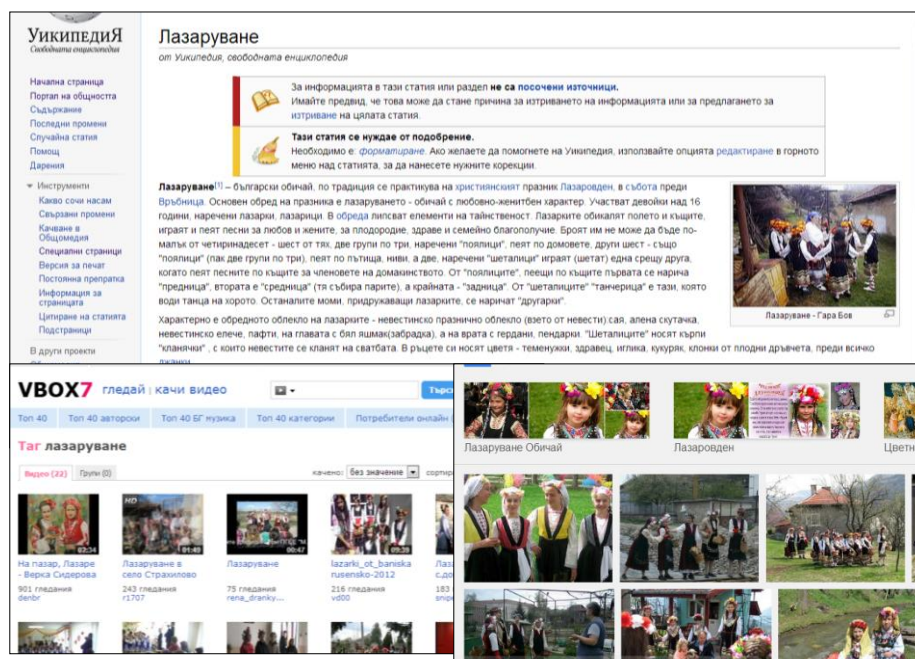 УикипедиЯ
Свободната енциклопедия
Начална страница
Портал на общността
Съдържание
Последни промени
Случайна статия
Помощ
Дарения
Инструменти
Какво сочи насам
Свързани промени
Качване в
Общомедия
Специални страници
Версия за печат
Постоянна препратка
Информация за
страницата
Цитиране на статията
Подстраници
В други проекти
Лазаруване
от Уикипедия, свободната енциклопедия
За информацията в тази статия или раздел не са посочени източници.
Имайте предвид, че това може да стане причина за изтриването на информацията или за предлагането за
изтриване на цялата статия.
Тази статия се нуждае от подобрение.
Необходимо е: форматиране. Ако желаете да помогнете на Уикипедия, използвайте опцията редактиране в горното
меню над статията, за да нанесете нужните корекции.
Лазаруване[1] – български обичай, по традиция се практикува на християнският празник Лазаровден, в събота преди
Връбница. Основен обред на празника е лазаруването - обичай с любовно-женитбен характер. Участват девойки над 16
години, наречени лазарки, лазарици. В обреда липсват елементи на тайнственост. Лазарките обикалят полето и къщите,
играят и пеят песни за любов и жените, за плодородие, здраве и семейно благополучие. Броят им не може да бъде по-
малък от четиринадесет - шест от тях, две групи по три, наречени "поялици", пеят по домовете, други шест - също
"поялици" (пак две групи по три), пеят по пътища, ниви, а две, наречени "шеталици" играят (шетат) една срещу друга,
когато пеят песните по къщите за членовете на домакинството. От "поялиците", пеещи по къщите първата се нарича
"предница", втората е "средница" (тя събира парите), а крайната - "задница". От "шеталиците" "танчерица" е тази, която
води танца на хорото. Останалите моми, придружаващи лазарките, се наричат "другарки".
Лазаруване - Гара Бов
Характерно е обредното облекло на лазарките - невестинско празнично облекло (взето от невести):сая, алена скутачка,
невестинско елече, пафти, на главата с бял яшмак(забрадка), а на врата с гердани, пендарки. "Шеталиците" носят кърпи
"кланячки" , с които невестите се кланят на сватбата. В ръцете си носят цветя - теменужки, здравец, иглика, кукуряк, клонки от плодни дръвчета, преди всичко
VBOX7 гледай | качи видео
Топ 40 Топ 40 авторски Топ 40 БГ музика Топ 40 категории Потребители онлайн
Таг лазаруване
Видео (22) Групи (0)
качено: без значение
03:34
HD
01:40
00:47
На пазар, Лазаре
- Верка Сидерова
901 гледания
denbr
Лазаруване в
село Страхилово
243 гледания
r1707
Лазаруване
75 гледания
rena_dranky...
lazarki_ot_baniska
rusensko-2012
216 гледания
vd00
Лазаруване Обичай
Лазаровден